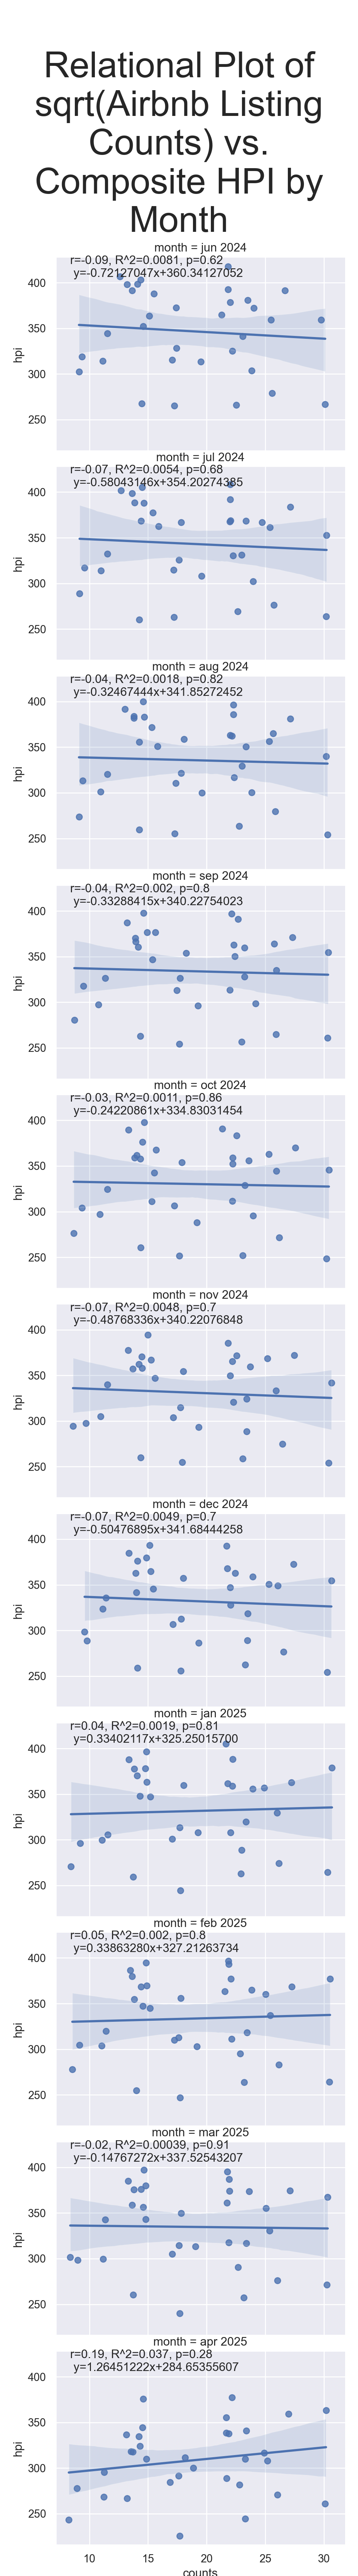 Relational Plot of
sqrt(Airbnb Listing
Counts) vs.
Composite HPI by
Month
month = jun 2024
r=-0.09, R^2=0.0081, p=0.62
y=-0.72127047x+360.34127052
400
350
300
250
hpi
month = jul 2024
r=-0.07, R^2=0.0054, p=0.68
y=-0.58043146x+354.20274385
400
350
300
250
hpi
month = aug 2024
r=-0.04, R^2=0.0018, p=0.82
y=-0.32467444x+341.85272452
400
350
300
250
hpi
month = sep 2024
r=-0.04, R^2=0.002, p=0.8
y=-0.33288415x+340.22754023
400
350
300
250
hpi
month = oct 2024
r=-0.03, R^2=0.0011, p=0.86
y=-0.24220861x+334.83031454
400
350
300
250
hpi
month = nov 2024
r=-0.07, R^2=0.0048, p=0.7
y=-0.48768336x+340.22076848
400
350
300
250
hpi
month = dec 2024
r=-0.07, R^2=0.0049, p=0.7
y=-0.50476895x+341.68444258
400
350
300
250
hpi
month = jan 2025
r=0.04, R^2=0.0019, p=0.81
y=0.33402117x+325.25015700
400
350
300
250
hpi
month = feb 2025
r=0.05, R^2=0.002, p=0.8
y=0.33863280x+327.21263734
400
350
300
250
hpi
month = mar 2025
r=-0.02, R^2=0.00039, p=0.91
y=-0.14767272x+337.52543207
400
350
300
250
hpi
month = apr 2025
r=0.19, R^2=0.037, p=0.28
y=1.26451222x+284.65355607
400
350
300
250
hpi
10 15 20 25 30
counts